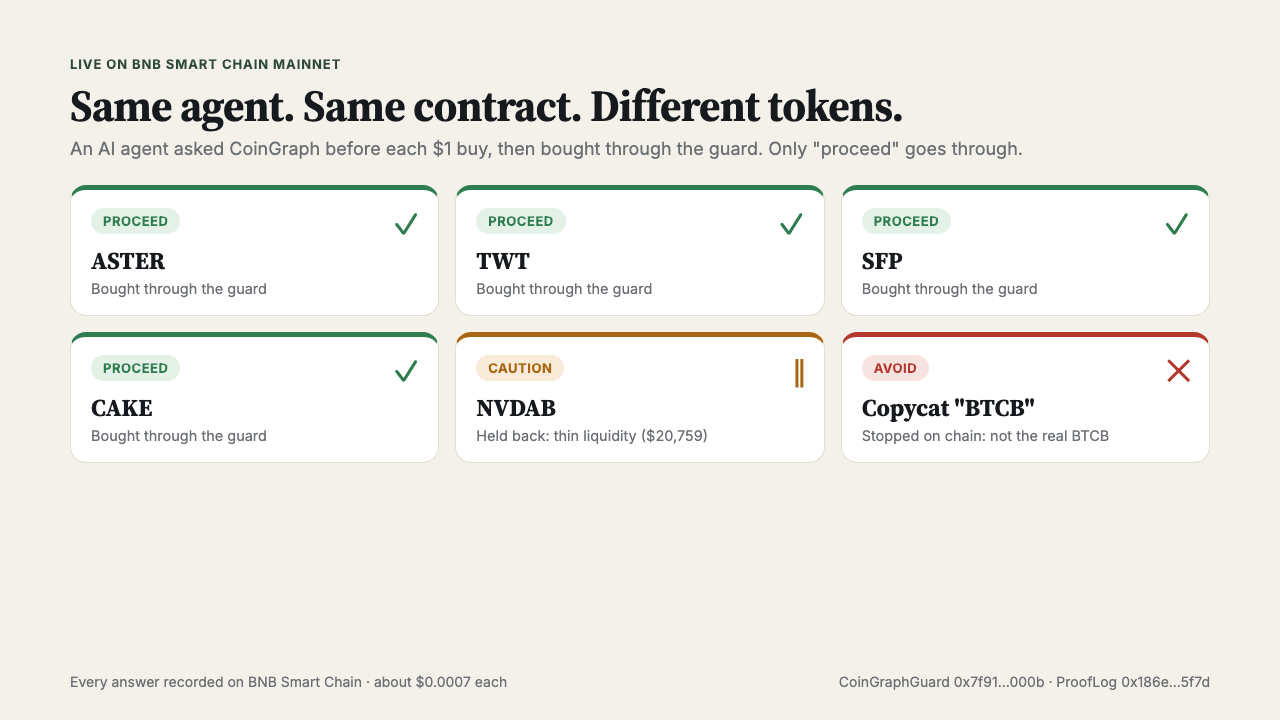 LIVE ON BNB SMART CHAIN MAINNET
Same agent. Same contract. Different tokens.
An AI agent asked CoinGraph before each $1 buy, then bought through the guard. Only "proceed" goes through.
PROCEED
ASTER
Bought through the guard
PROCEED
TWT
Bought through the guard
PROCEED
SFP
Bought through the guard
PROCEED
CAKE
Bought through the guard
CAUTION
NVDAB
Held back: thin liquidity ($20,759)
AVOID
Copycat "BTCB"
Stopped on chain: not the real BTCB
Every answer recorded on BNB Smart Chain · about $0.0007 each
CoinGraphGuard 0x7f91...000b · ProofLog 0x186e...5f7d